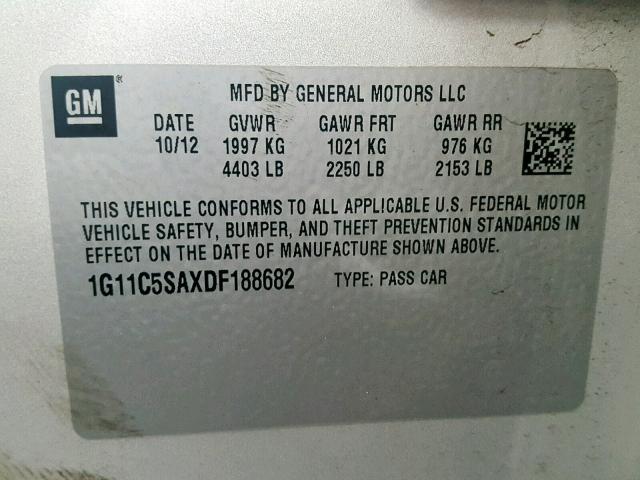 GM®
MFD BY GENERAL MOTORS LLC
DATE GVWR GAWR FRT GAWR RR
10/12 1997 KG 1021 KG 976 KG
4403 LB 2250 LB 2153 LB
THIS VEHICLE CONFORMS TO ALL APPLICABLE U.S. FEDERAL MOTOR
VEHICLE SAFETY, BUMPER, AND THEFT PREVENTION STANDARDS IN
EFFECT ON THE DATE OF MANUFACTURE SHOWN ABOVE.
1G11C5SAXDF188682 TYPE: PASS CAR